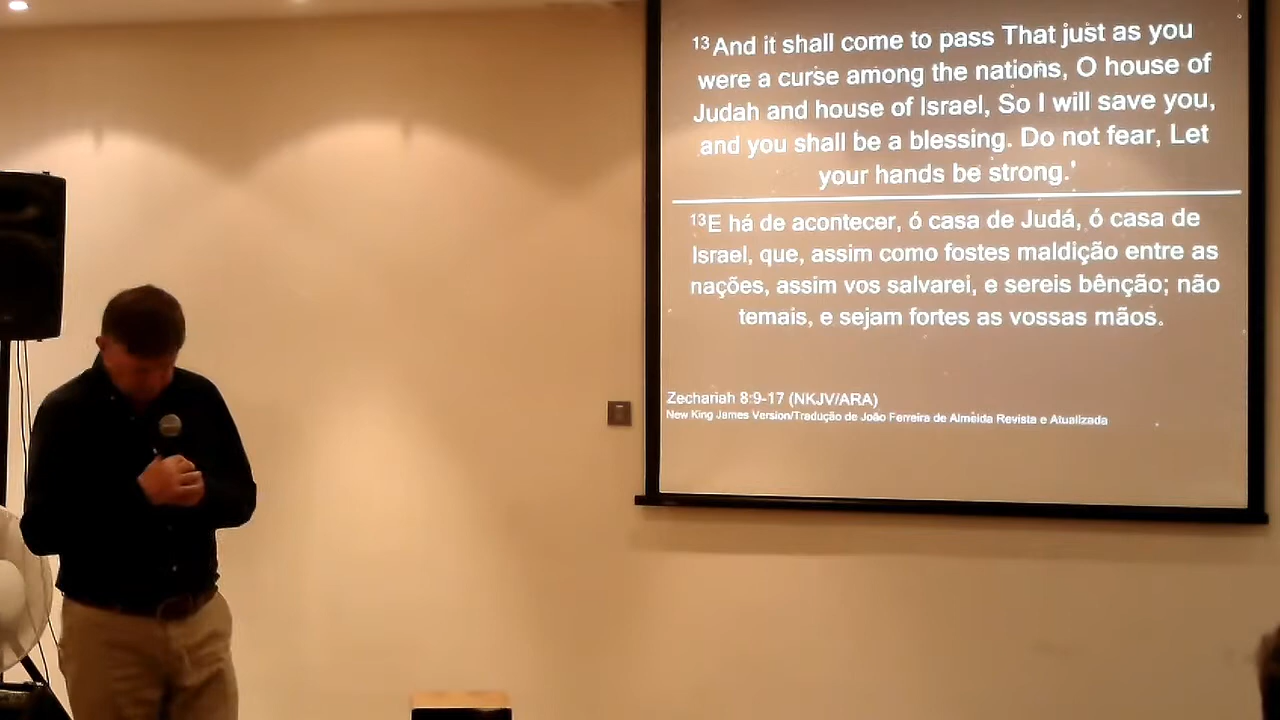 13 And it shall come to pass That just as you
were a curse among the nations, O house of
Judah and house of Israel, So I will save you,
and you shall be a blessing. Do not fear, Let
your hands be strong.'
13E há de acontecer, ó casa de Judá, ó casa de
Israel, que, assim como fostes maldição entre as
nações, assim vos salvarei, e sereis bênção; não
temais, e sejam fortes as vossas mãos.
Zechariah 8:9-17 (NKJV/ARA)
New King James Version/Tradução de João Ferreira de Almeida Revista e Atualizada